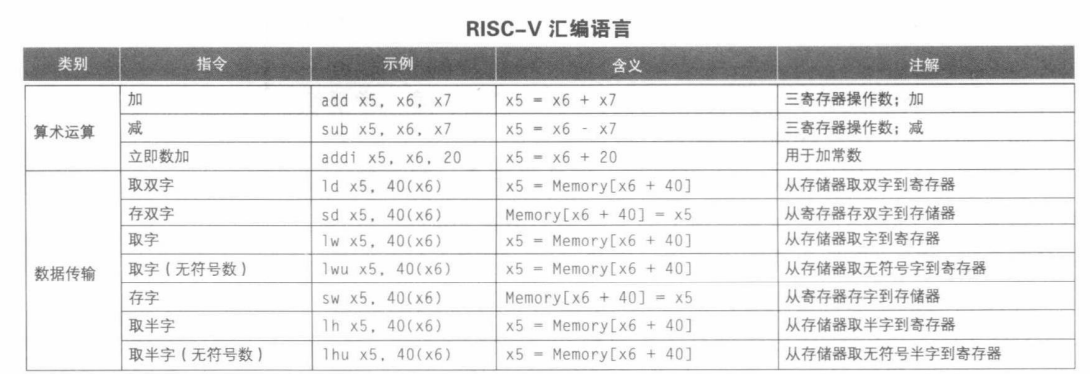 RISC-V 汇编语言
类别 指令 示例 含义 注解
算术运算 加 add x5, x6, x7 x5 = x6 + x7 三寄存器操作数；加
减 sub x5, x6, x7 x5 = x6 - x7 三寄存器操作数；减
立即数加 addi x5, x6, 20 x5 = x6 + 20 用于加常数
数据传输 取双字 ld x5, 40(x6) x5 = Memory[x6 + 40] 从存储器取双字到寄存器
存双字 sd x5, 40(x6) Memory[x6 + 40] = x5 从寄存器存双字到存储器
取字 lw x5, 40(x6) x5 = Memory[x6 + 40] 从存储器取字到寄存器
取字（无符号数） lwu x5, 40(x6) x5 = Memory[x6 + 40] 从存储器取无符号字到寄存器
存字 sw x5, 40(x6) Memory[x6 + 40] = x5 从寄存器存字到存储器
取半字 lh x5, 40(x6) x5 = Memory[x6 + 40] 从存储器取半字到寄存器
取半字（无符号数） lhu x5, 40(x6) x5 = Memory[x6 + 40] 从存储器取无符号半字到寄存器